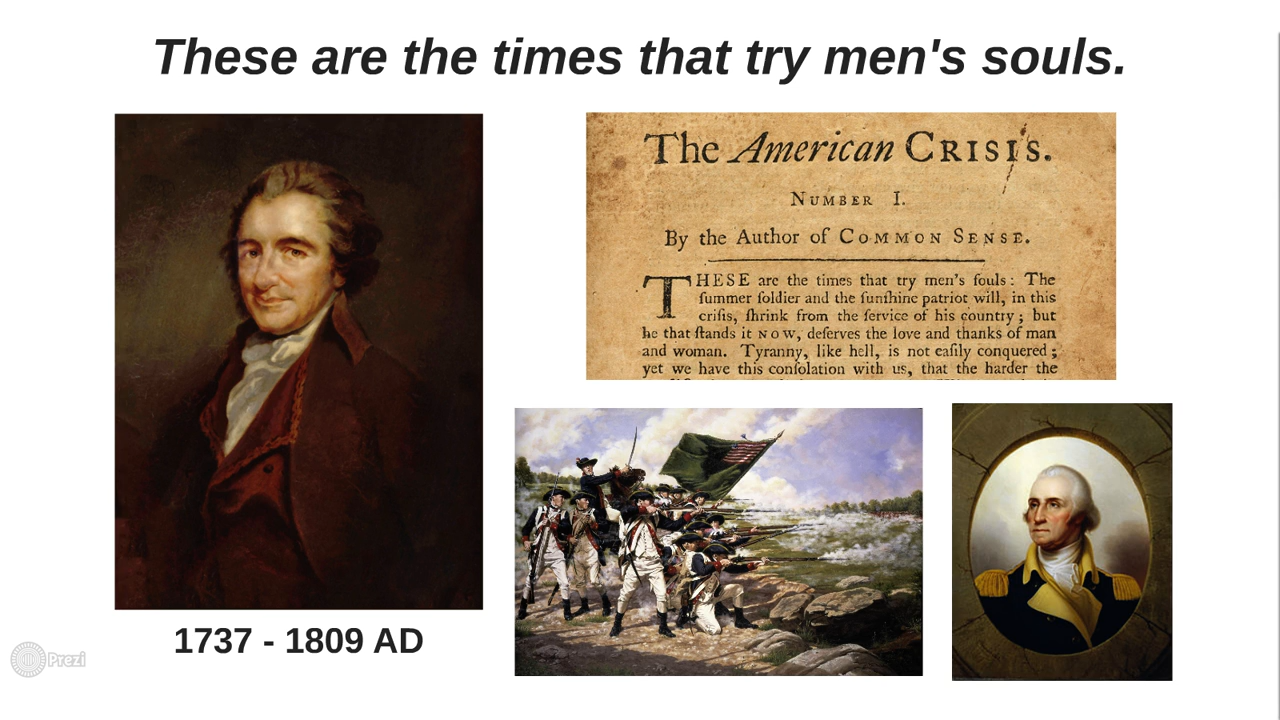 These are the times that try men's souls.
The American CRISIS.
NUMBER I.
By the Author of COMMON SENSE.
THESE are the times that try men's ſouls: The
ſummer ſoldier and the ſunſhine patriot will, in this
criſis, ſhrink from the ſervice of his country; but
he that ſtands it NOW, deſerves the love and thanks of man
and woman. Tyranny, like hell, is not eaſily conquered;
yet we have this conſolation with us, that the harder the
1737 - 1809 AD
Prezi